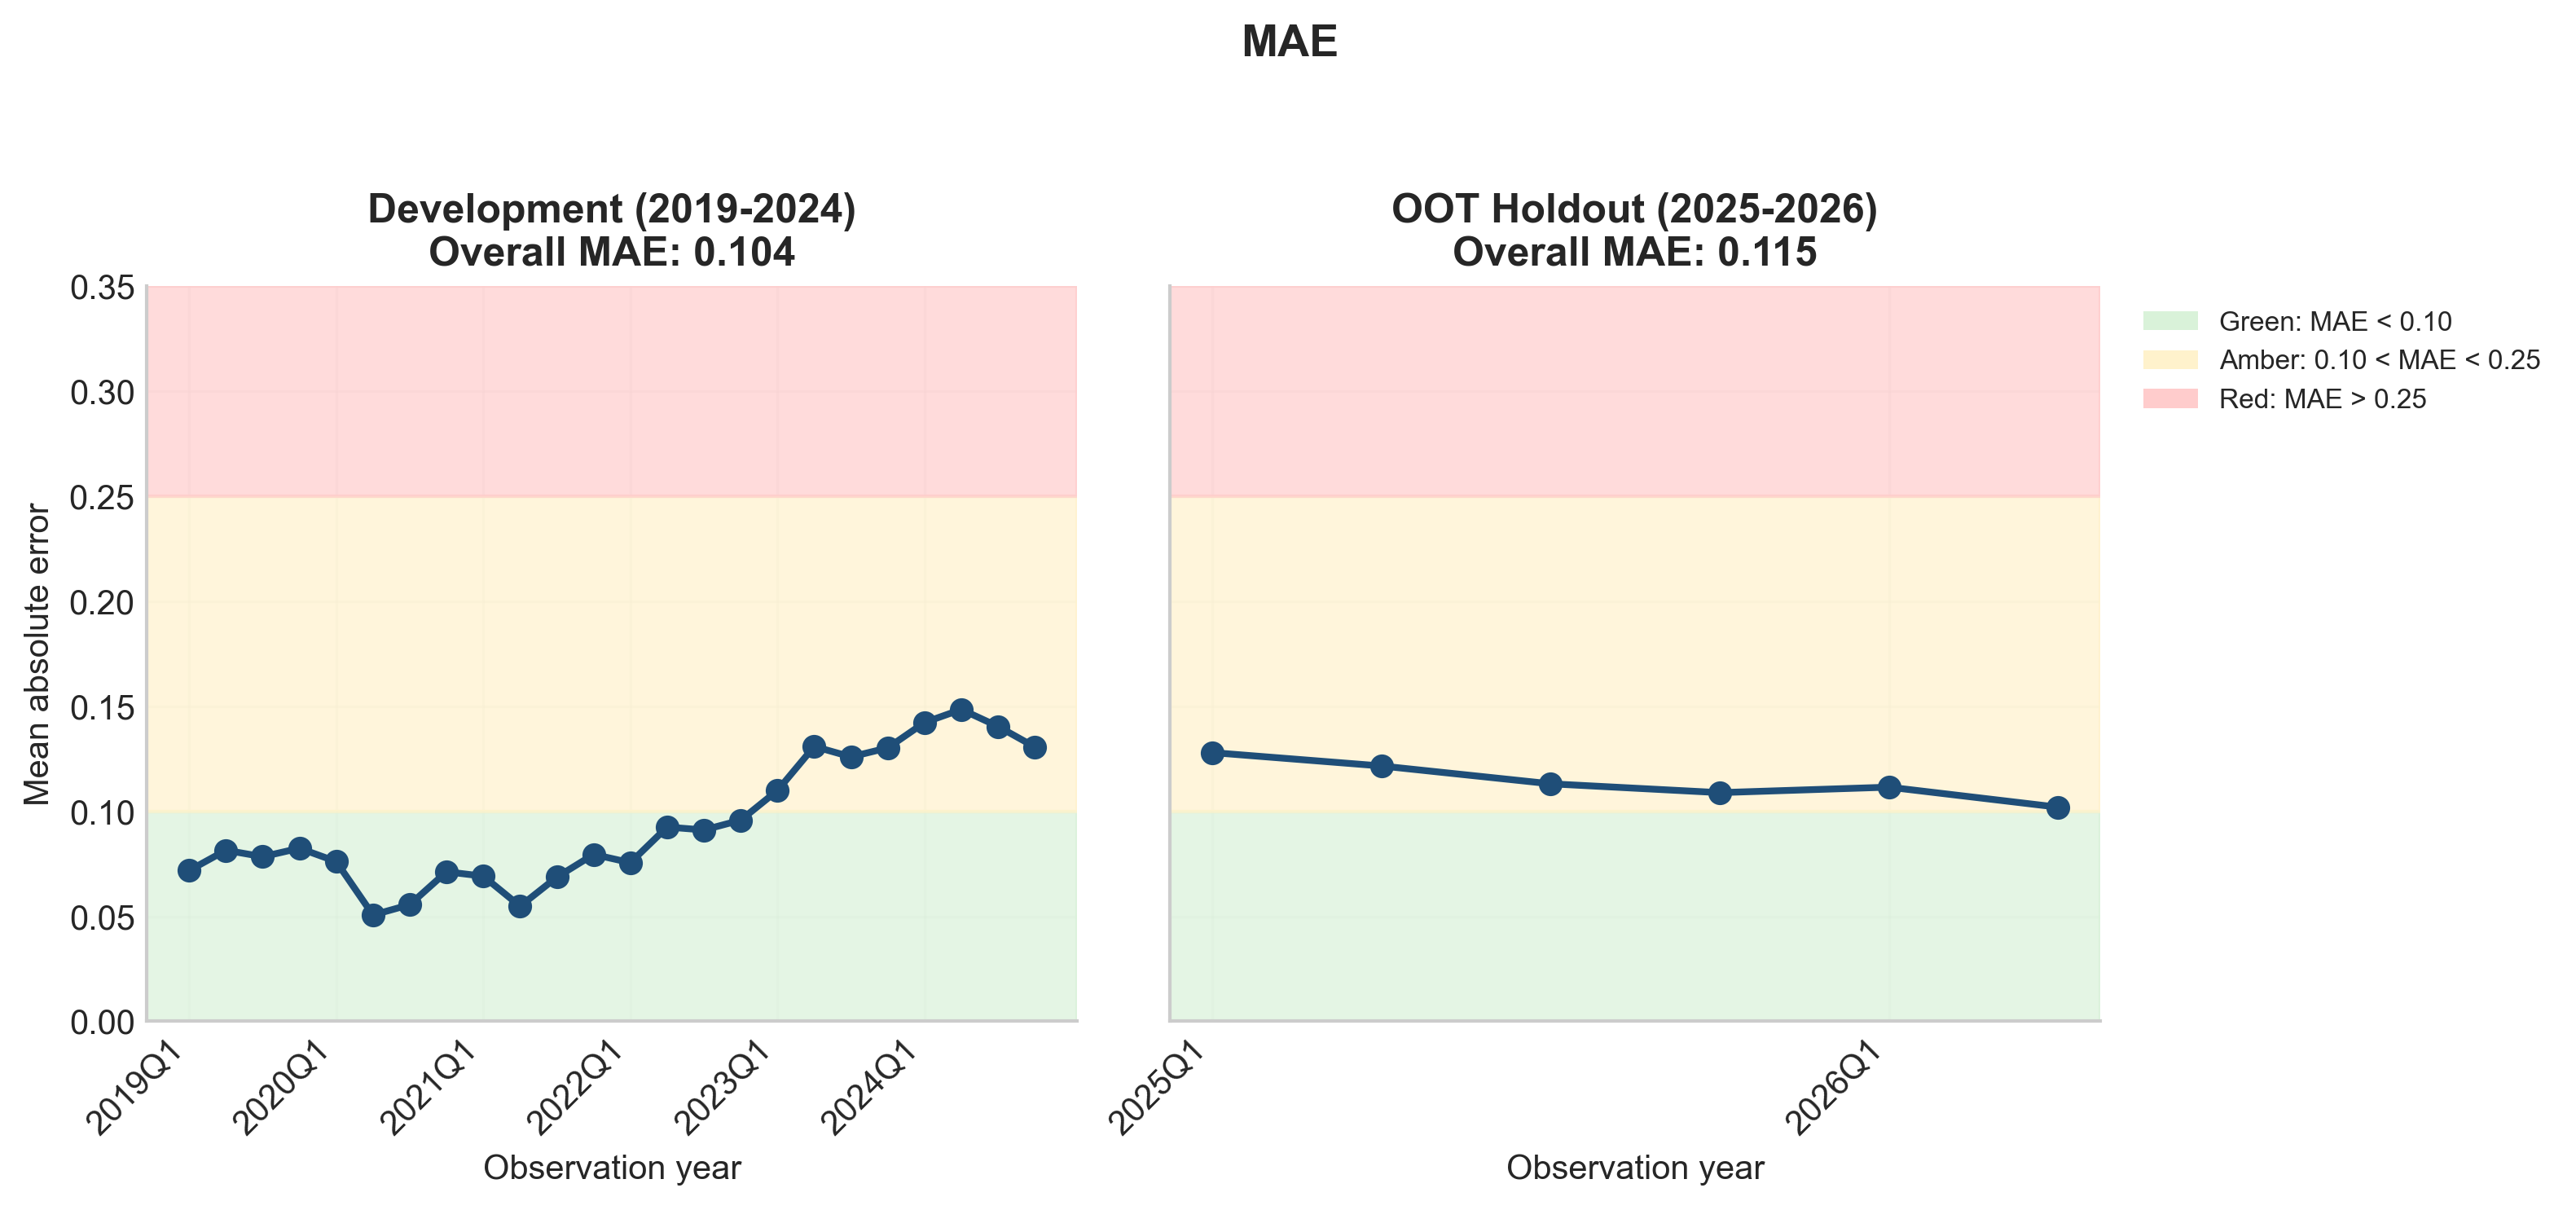 MAE
Development (2019-2024)
Overall MAE: 0.104
OOT Holdout (2025-2026)
Overall MAE: 0.115
Mean absolute error
0.35
0.30
0.25
0.20
0.15
0.10
0.05
0.00
2019Q1
2020Q1
2021Q1
2022Q1
2023Q1
2024Q1
Observation year
2025Q1
2026Q1
Observation year
Green: MAE < 0.10
Amber: 0.10 < MAE < 0.25
Red: MAE > 0.25